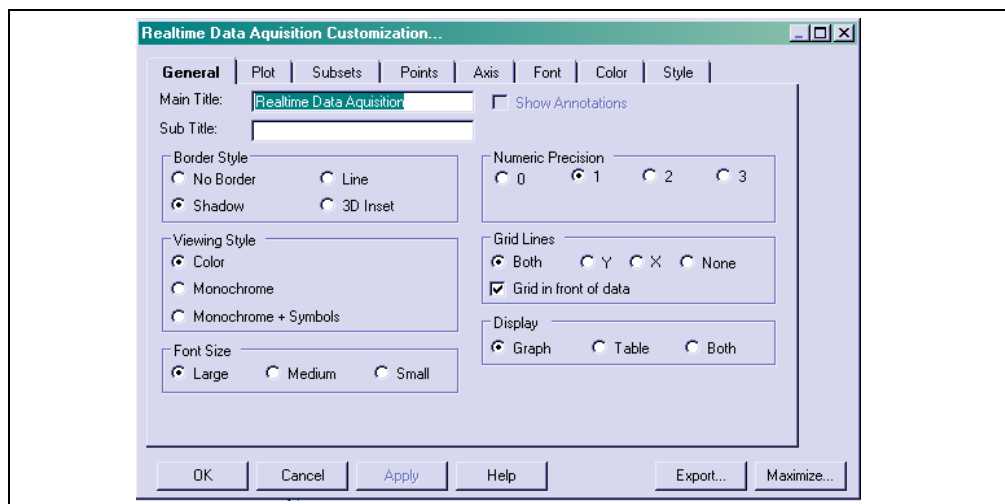 Realtime Data Aquisition Customization...
General Plot Subsets Points Axis Font Color Style
Main Title: Realtime Data Aquisition Show Annotations
Sub Title:
Border Style
No Border Line
Shadow 3D Inset
Numeric Precision
0 1 2 3
Viewing Style
Color
Monochrome
Monochrome + Symbols
Grid Lines
Both Y X None
Grid in front of data
Font Size
Large Medium Small
Display
Graph Table Both
OK Cancel Apply Help Export... Maximize...